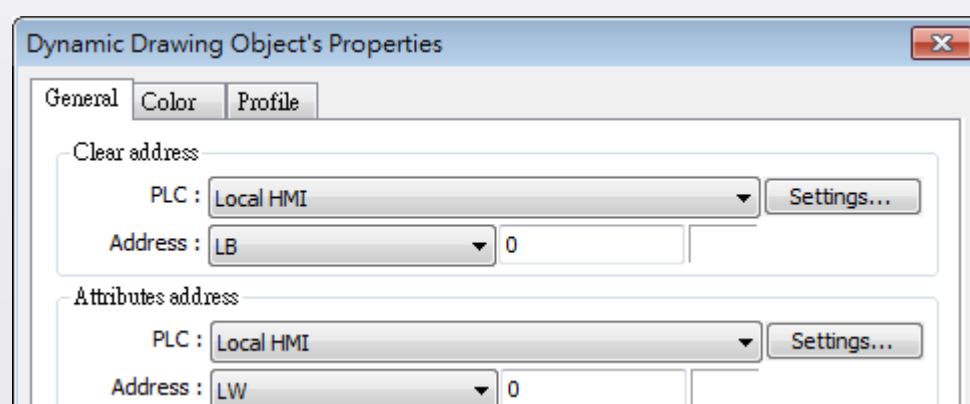 Dynamic Drawing Object's Properties
General Color Profile
Clear address
PLC : Local HMI Settings...
Address : LB 0
Attributes address
PLC : Local HMI Settings...
Address : LW 0